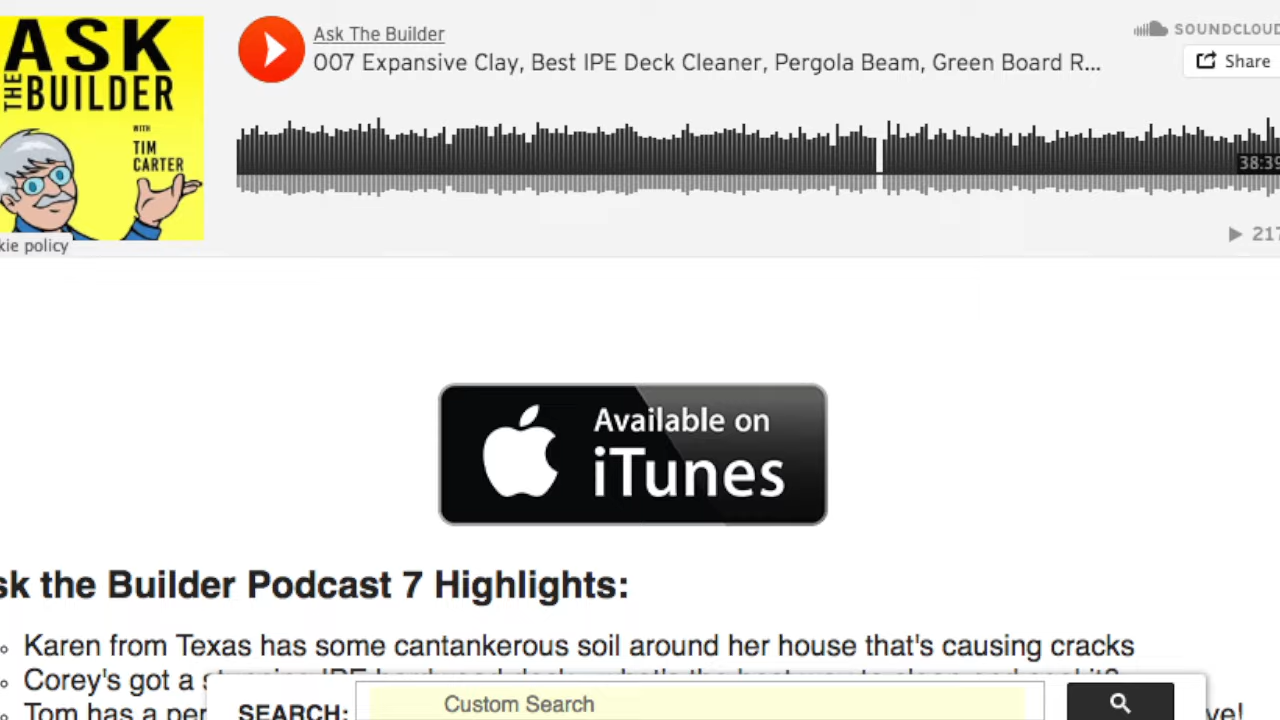 ASK
THE
BUILDER
WITH
TIM
CARTER
Ask The Builder
007 Expansive Clay, Best IPE Deck Cleaner, Pergola Beam, Green Board R...
SOUNDCLOUD
Share
38:39
217
kie policy
Available on
iTunes
sk the Builder Podcast 7 Highlights:
Karen from Texas has some cantankerous soil around her house that's causing cracks
Corey's got a
Tom has a per
ve!
SEARCH:
Custom Search